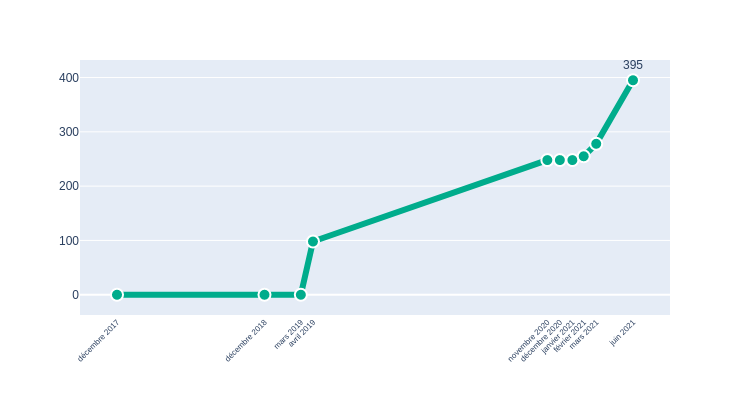 395
400
300
200
100
0
décembre 2017
décembre 2018
mars 2019
avril 2019
novembre 2020
décembre 2020
janvier 2021
février 2021
mars 2021
juin 2021